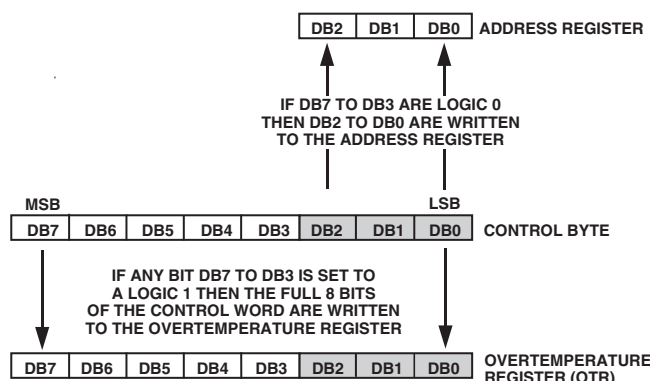 DB2 DB1 DB0 ADDRESS REGISTER
IF DB7 TO DB3 ARE LOGIC 0
THEN DB2 TO DB0 ARE WRITTEN
TO THE ADDRESS REGISTER
MSB LSB
DB7 DB6 DB5 DB4 DB3 DB2 DB1 DB0 CONTROL BYTE
IF ANY BIT DB7 TO DB3 IS SET TO
A LOGIC 1 THEN THE FULL 8 BITS
OF THE CONTROL WORD ARE WRITTEN
TO THE OVERTEMPERATURE REGISTER
DB7 DB6 DB5 DB4 DB3 DB2 DB1 DB0 OVERTEMPERATURE
REGISTER (OTR)